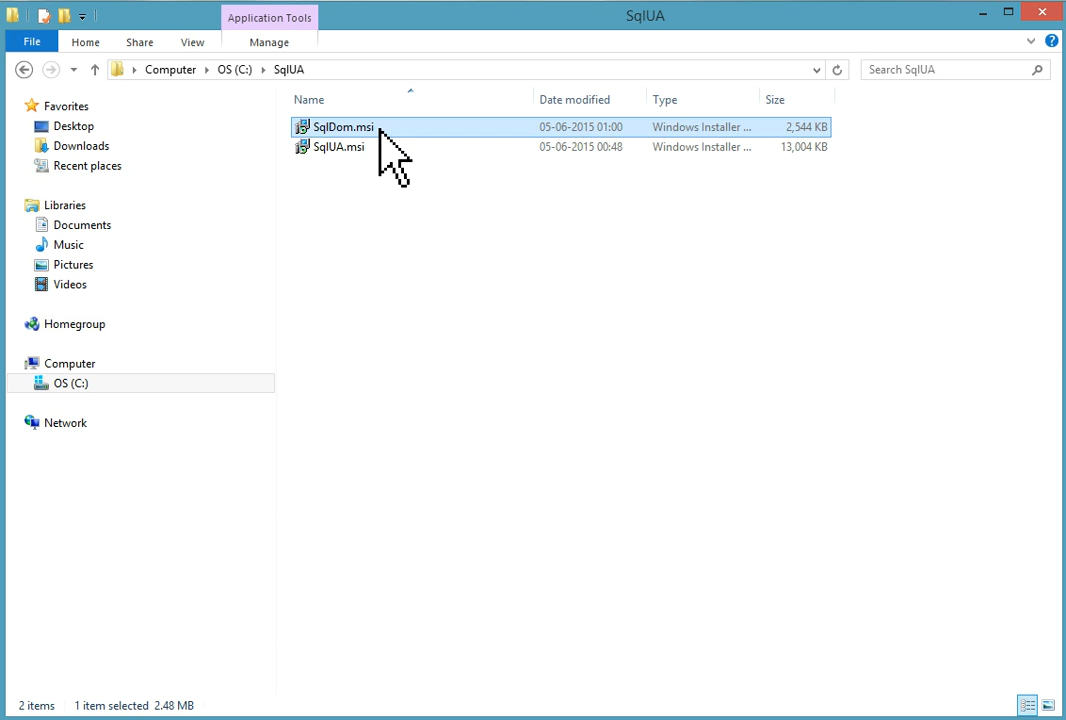 SqlUA
Application Tools
File Home Share View Manage
Computer OS (C:) SqlUA Search SqlUA
Name Date modified Type Size
SqlDom.msi 05-06-2015 01:00 Windows Installer ... 2,544 KB
SqlUA.msi 05-06-2015 00:48 Windows Installer ... 13,004 KB
Favorites
Desktop
Downloads
Recent places
Libraries
Documents
Music
Pictures
Videos
Homegroup
Computer
OS (C:)
Network
2 items 1 item selected 2.48 MB